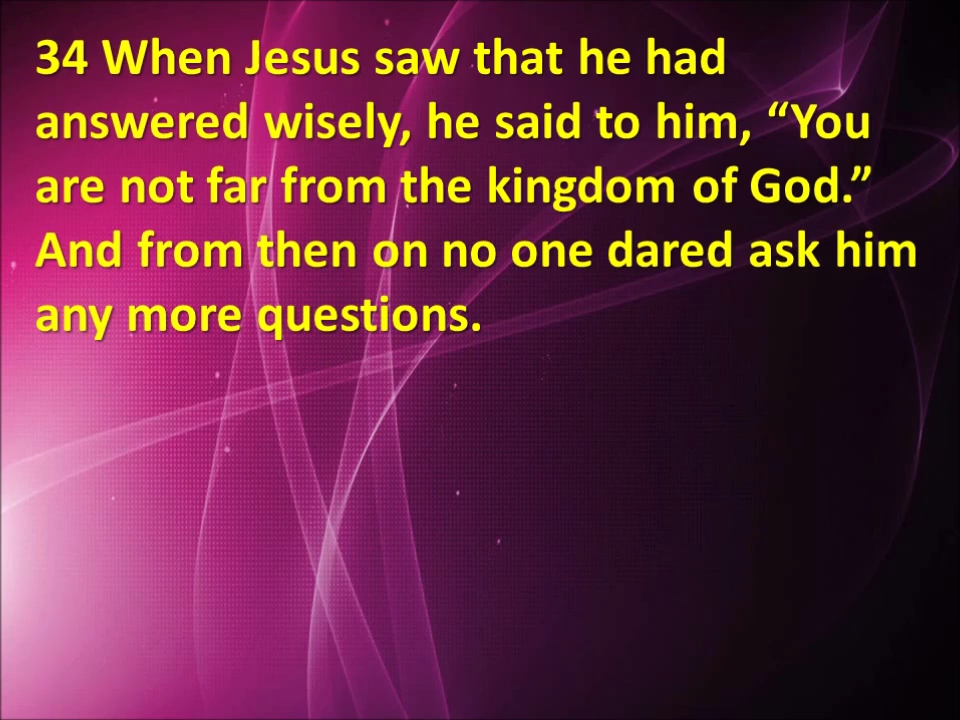 34 When Jesus saw that he had
answered wisely, he said to him, “You
are not far from the kingdom of God.”
And from then on no one dared ask him
any more questions.